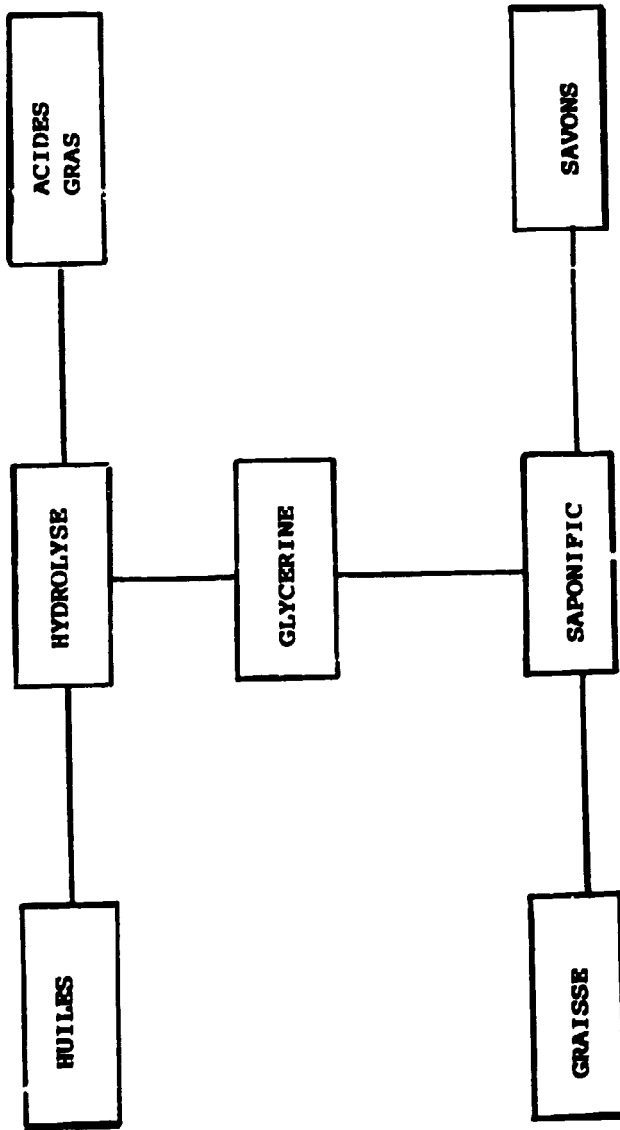 HUILES
HYDROLYSE
ACIDES
GRAS
GLYCERINE
GRAISSE
SAPONIFIC
SAVONS